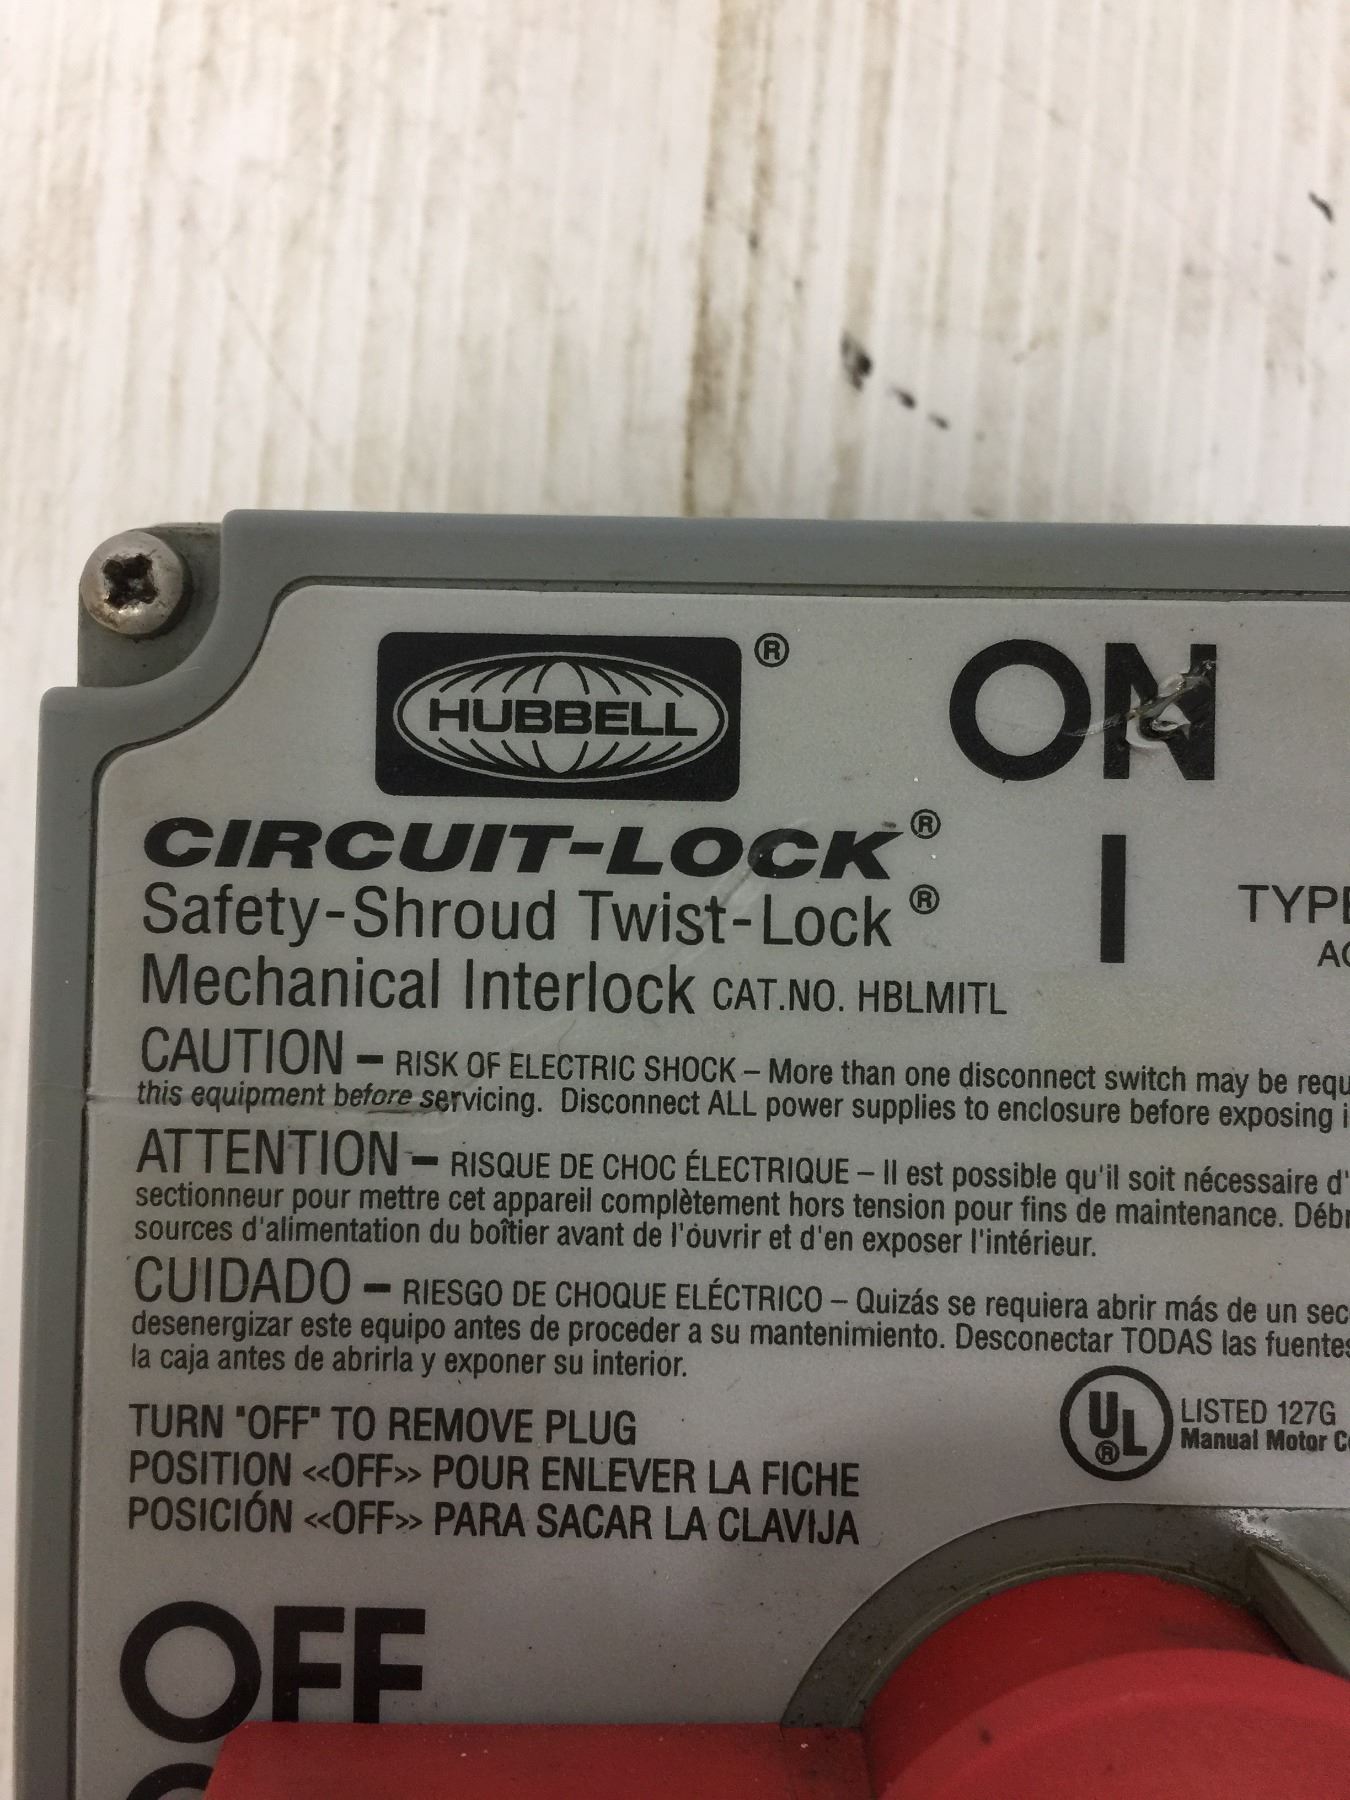 HUBBELL ®
ON
CIRCUIT-LOCK®
I
Safety-Shroud Twist-Lock®
Mechanical Interlock CAT.NO. HBLMITL
CAUTION – RISK OF ELECTRIC SHOCK – More than one disconnect switch may be
this equipment before servicing. Disconnect ALL power supplies to enclosure before exposing
ATTENTION – RISQUE DE CHOC ÉLECTRIQUE – Il est possible qu'il soit nécessaire d'
sectionneur pour mettre cet appareil complètement hors tension pour fins de maintenance.
sources d'alimentation du boîtier avant de l'ouvrir et d'en exposer l'intérieur.
CUIDADO – RIESGO DE CHOQUE ELÉCTRICO – Quizás se requiera abrir más de un
desenergizar este equipo antes de proceder a su mantenimiento. Desconectar TODAS las fuentes
la caja antes de abrirla y exponer su interior.
UL® LISTED 127G
Manual Motor
TURN "OFF" TO REMOVE PLUG
POSITION <<OFF>> POUR ENLEVER LA FICHE
POSICIÓN <<OFF>> PARA SACAR LA CLAVIJA
OFF